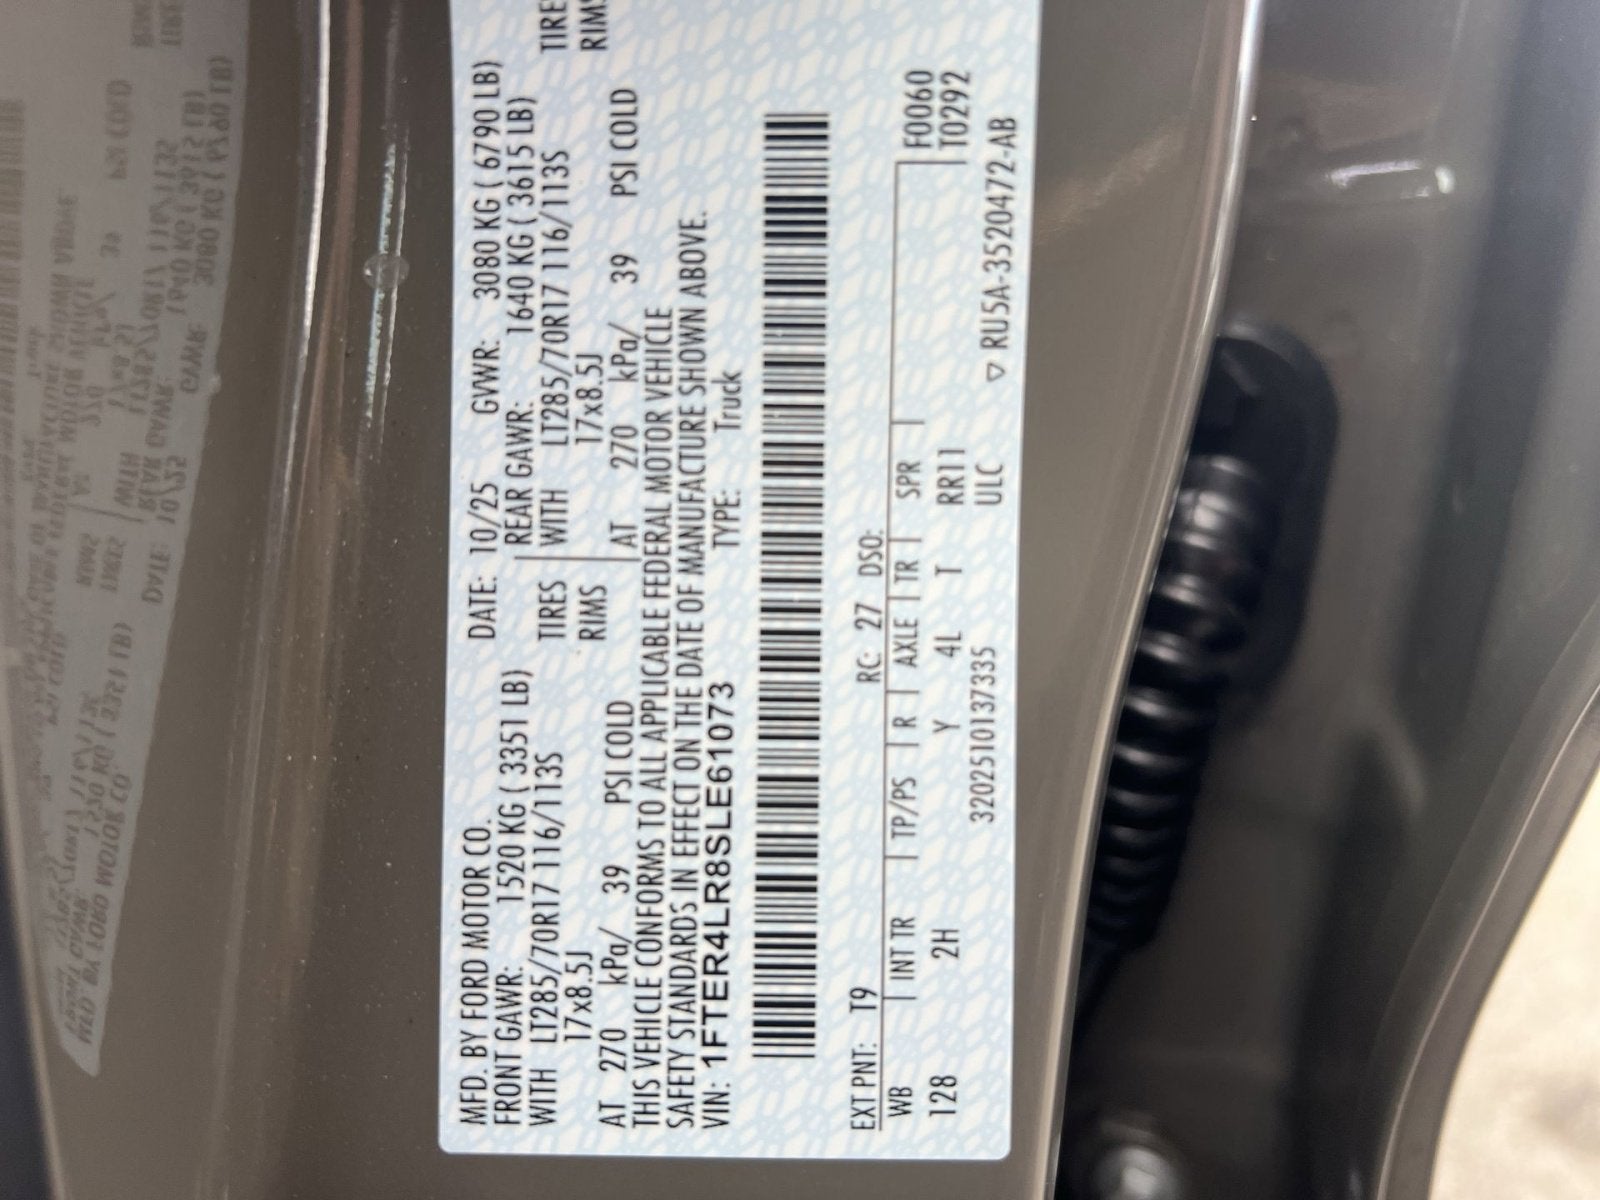 MFD. BY FORD MOTOR CO. DATE: 10/25 GVWR: 3080 KG ( 6790 LB)
FRONT GAWR: 1520 KG ( 3351 LB) REAR GAWR: 1640 KG ( 3615 LB)
WITH LT285/70R17 116/113S TIRES WITH LT285/70R17 116/113S TIRE
17x8.5J RIMS 17x8.5J RIMS
AT 270 kPa/ 39 PSI COLD AT 270 kPa/ 39 PSI COLD
THIS VEHICLE CONFORMS TO ALL APPLICABLE FEDERAL MOTOR VEHICLE
SAFETY STANDARDS IN EFFECT ON THE DATE OF MANUFACTURE SHOWN ABOVE.
VIN: 1FTER4LR8SLE61073 TYPE: Truck
EXT PNT: T9 RC: 27 DSO:
WB INT TR TP/PS R AXLE TR SPR F0060
128 2H Y 4L T RR11 T0292
320251013​7335 ULC
▽ RU5A-3520472-AB